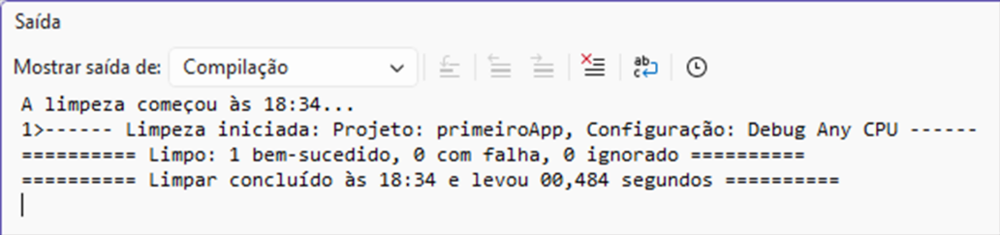 Saída
Mostrar saída de: Compilação
A limpeza começou às 18:34...
1>------ Limpeza iniciada: Projeto: primeiroApp, Configuração: Debug Any CPU ------
========== Limpo: 1 bem-sucedido, 0 com falha, 0 ignorado ==========
========== Limpar concluído às 18:34 e levou 00,484 segundos ==========